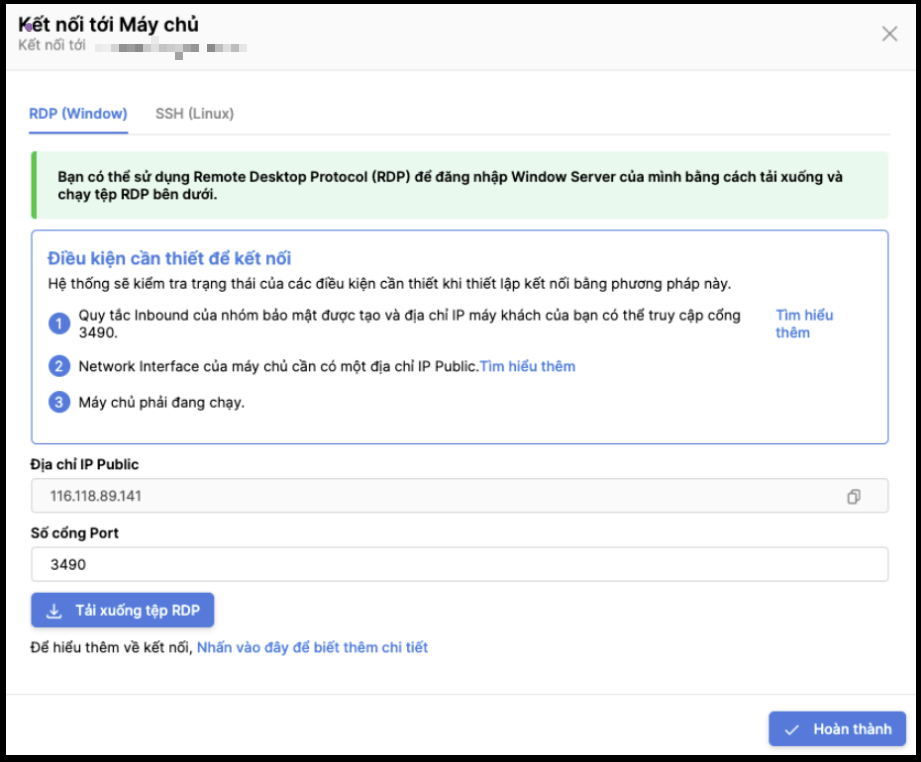 Kết nối tới Máy chủ
Kết nối tới
RDP (Window)
SSH (Linux)
Bạn có thể sử dụng Remote Desktop Protocol (RDP) để đăng nhập Window Server của mình bằng cách tải xuống và
chạy tệp RDP bên dưới.
Điều kiện cần thiết để kết nối
Hệ thống sẽ kiểm tra trạng thái của các điều kiện cần thiết khi thiết lập kết nối bằng phương pháp này.
1 Quy tắc Inbound của nhóm bảo mật được tạo và địa chỉ IP máy khách của bạn có thể truy cập cổng
3490.
Tìm hiểu
thêm
2 Network Interface của máy chủ cần có một địa chỉ IP Public.Tìm hiểu thêm
3 Máy chủ phải đang chạy.
Địa chỉ IP Public
116.118.89.141
Số cổng Port
3490
Tải xuống tệp RDP
Để hiểu thêm về kết nối, Nhấn vào đây để biết thêm chi tiết
Hoàn thành